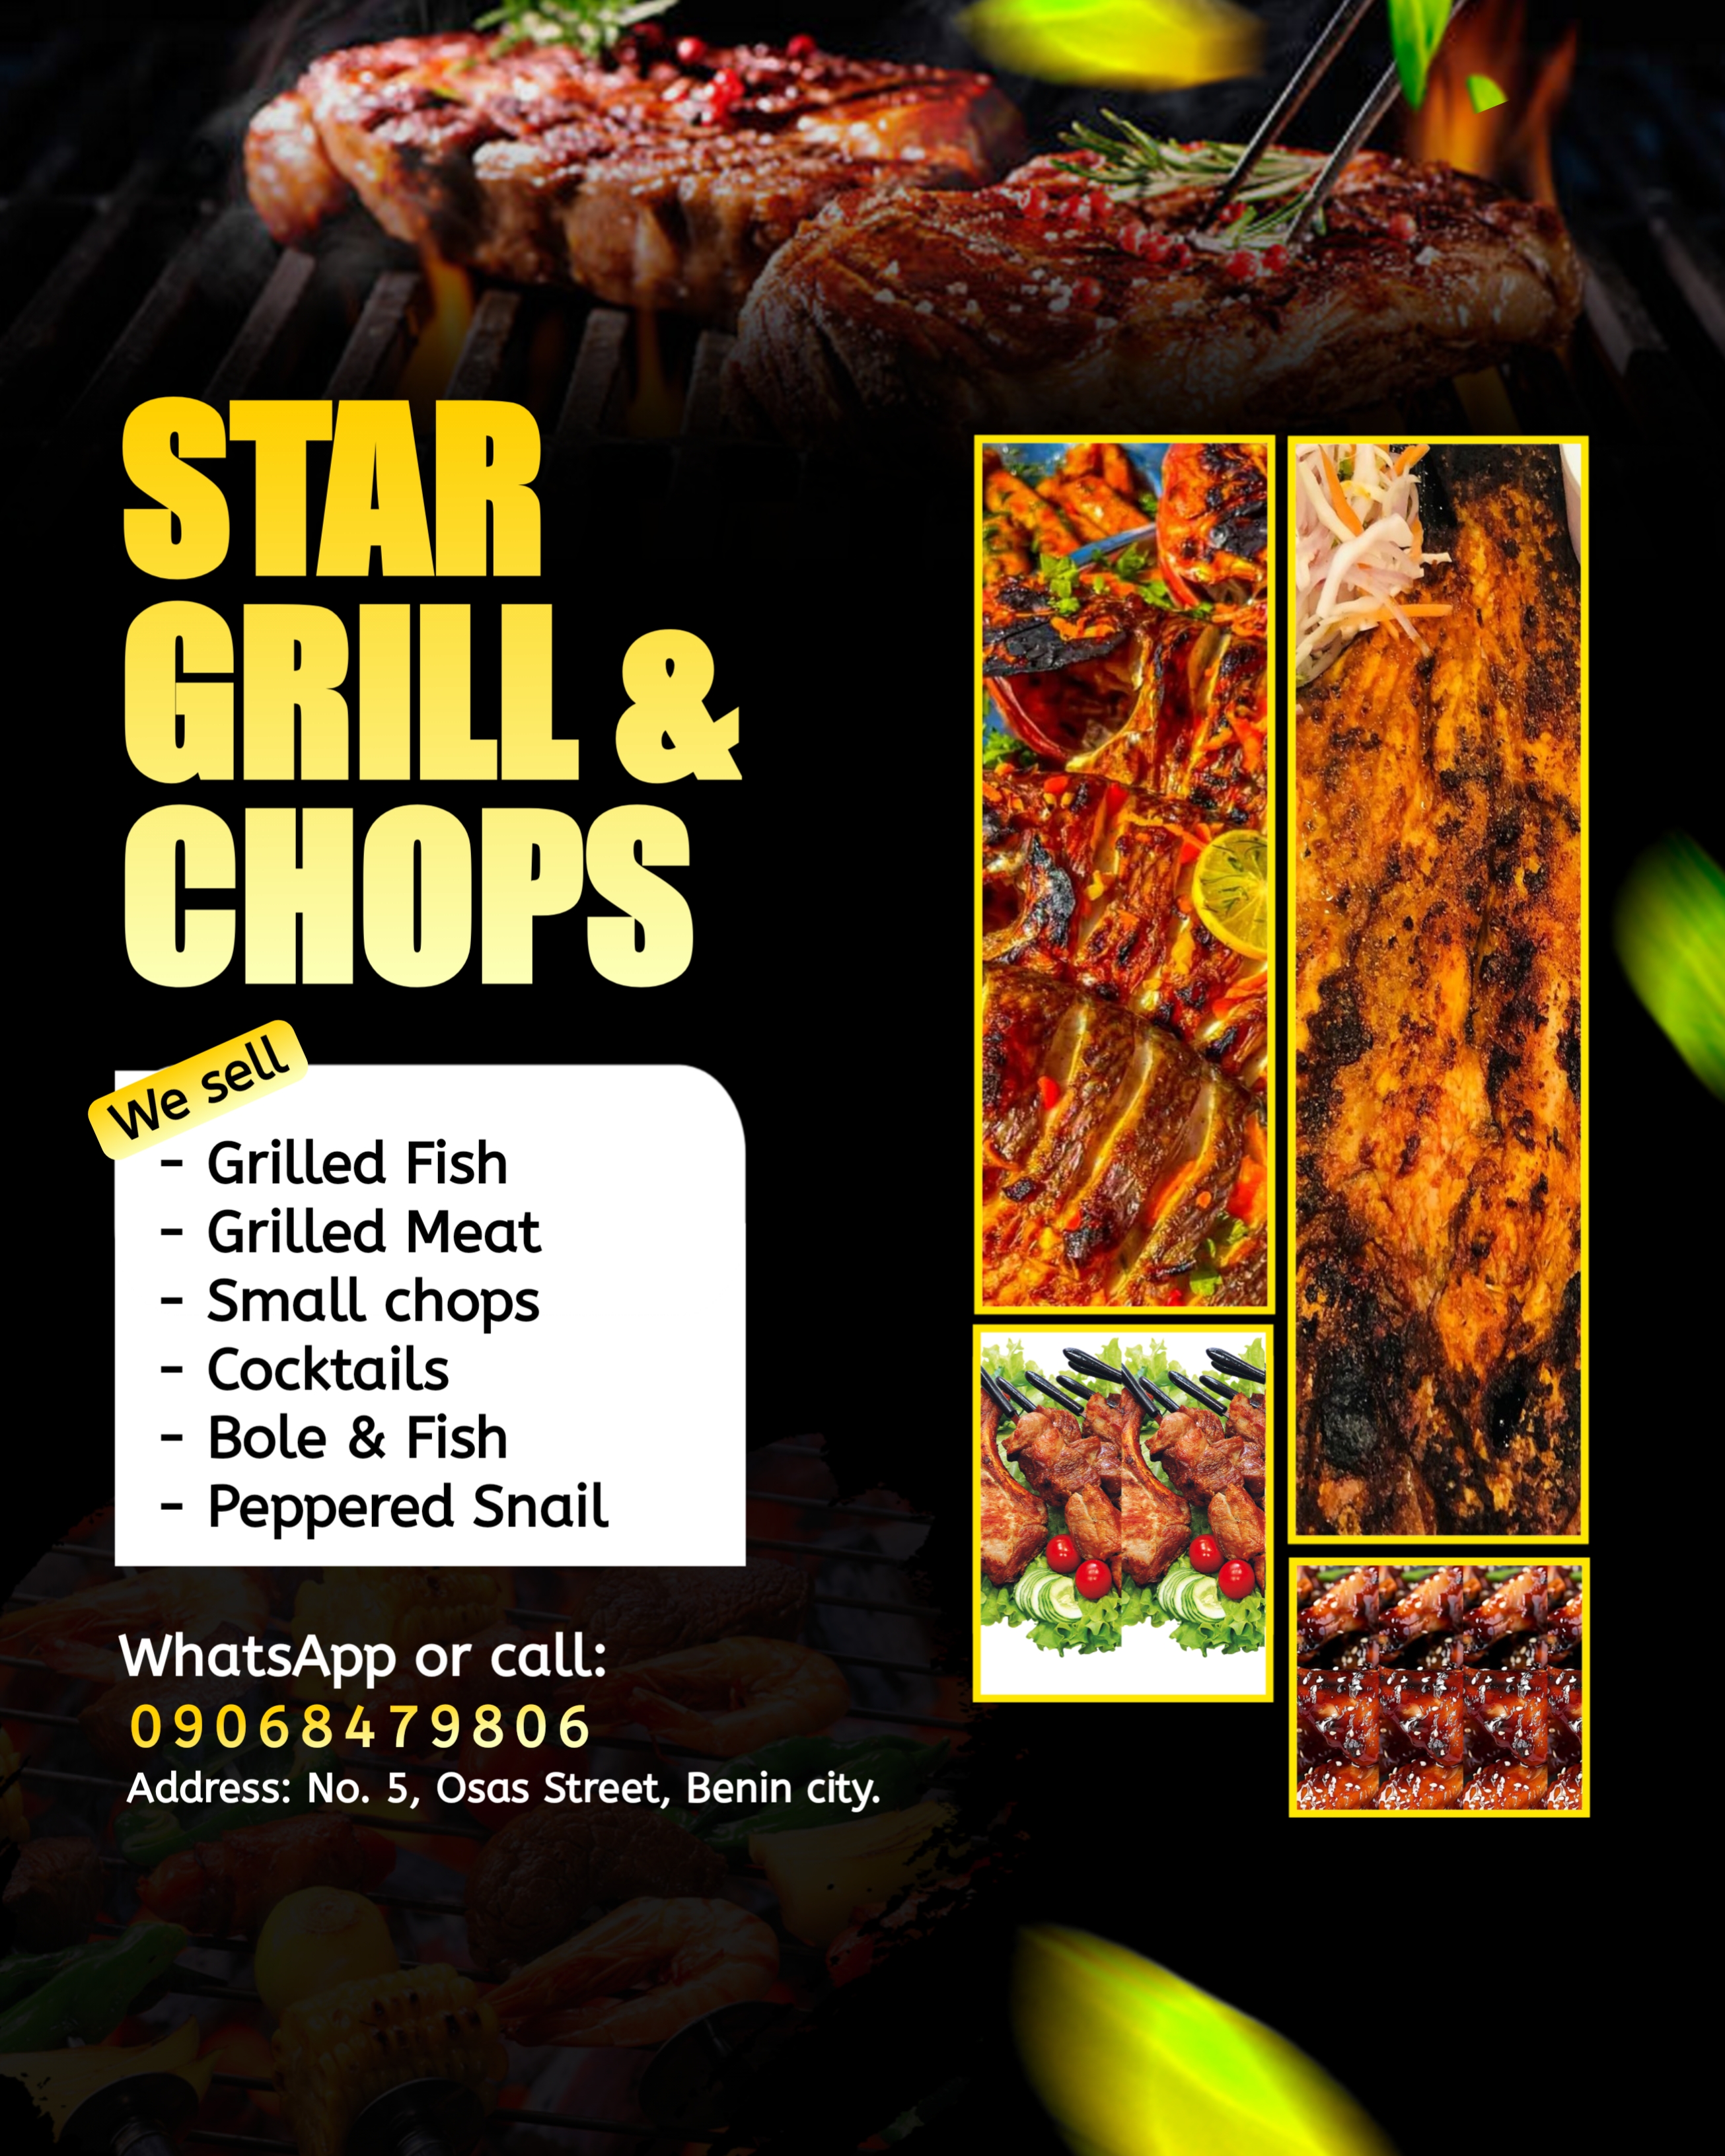 STAR
GRILL &
CHOPS
We sell
- Grilled Fish
- Grilled Meat
- Small chops
- Cocktails
- Bole & Fish
- Peppered Snail
WhatsApp or call:
09068479806
Address: No. 5, Osas Street, Benin city.